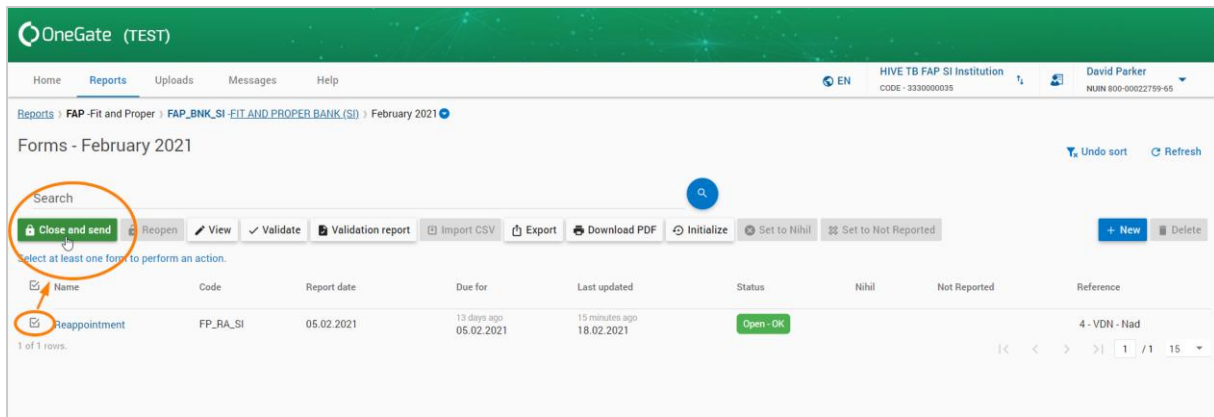 OneGate (TEST)
Home Reports Uploads Messages Help EN HIVE TB FAP SI Institution David Parker
CODE - 3330000035 NUIN 800-00022759-65
Reports FAP -Fit and Proper FAP_BNK_SI -FIT AND PROPER BANK (SI) February 2021
Forms - February 2021
Undo sort Refresh
Search
Close and send Reopen View Validate Validation report Import CSV Export Download PDF Initialize Set to Nihil Set to Not Reported + New Delete
Select at least one form to perform an action.
Name Code Report date Due for Last updated Status Nihil Not Reported Reference
13 days ago 15 minutes ago
Reappointment FP_RA_SI 05.02.2021 05.02.2021 18.02.2021 Open - OK 4 - VDN - Nad
1 of 1 rows. 1 / 1 15